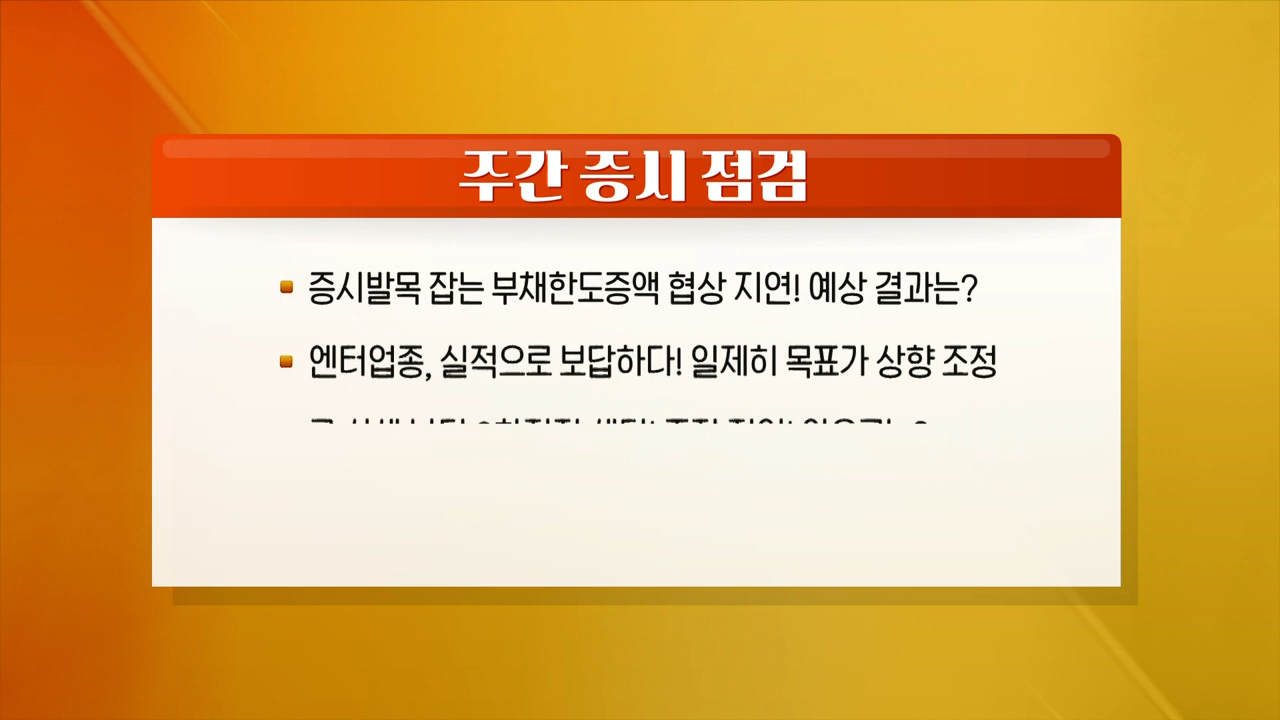 주간 증시 점검
증시발목 잡는 부채한도증액 협상 지연! 예상 결과는?
엔터업종, 실적으로 보답하다! 일제히 목표가 상향 조정